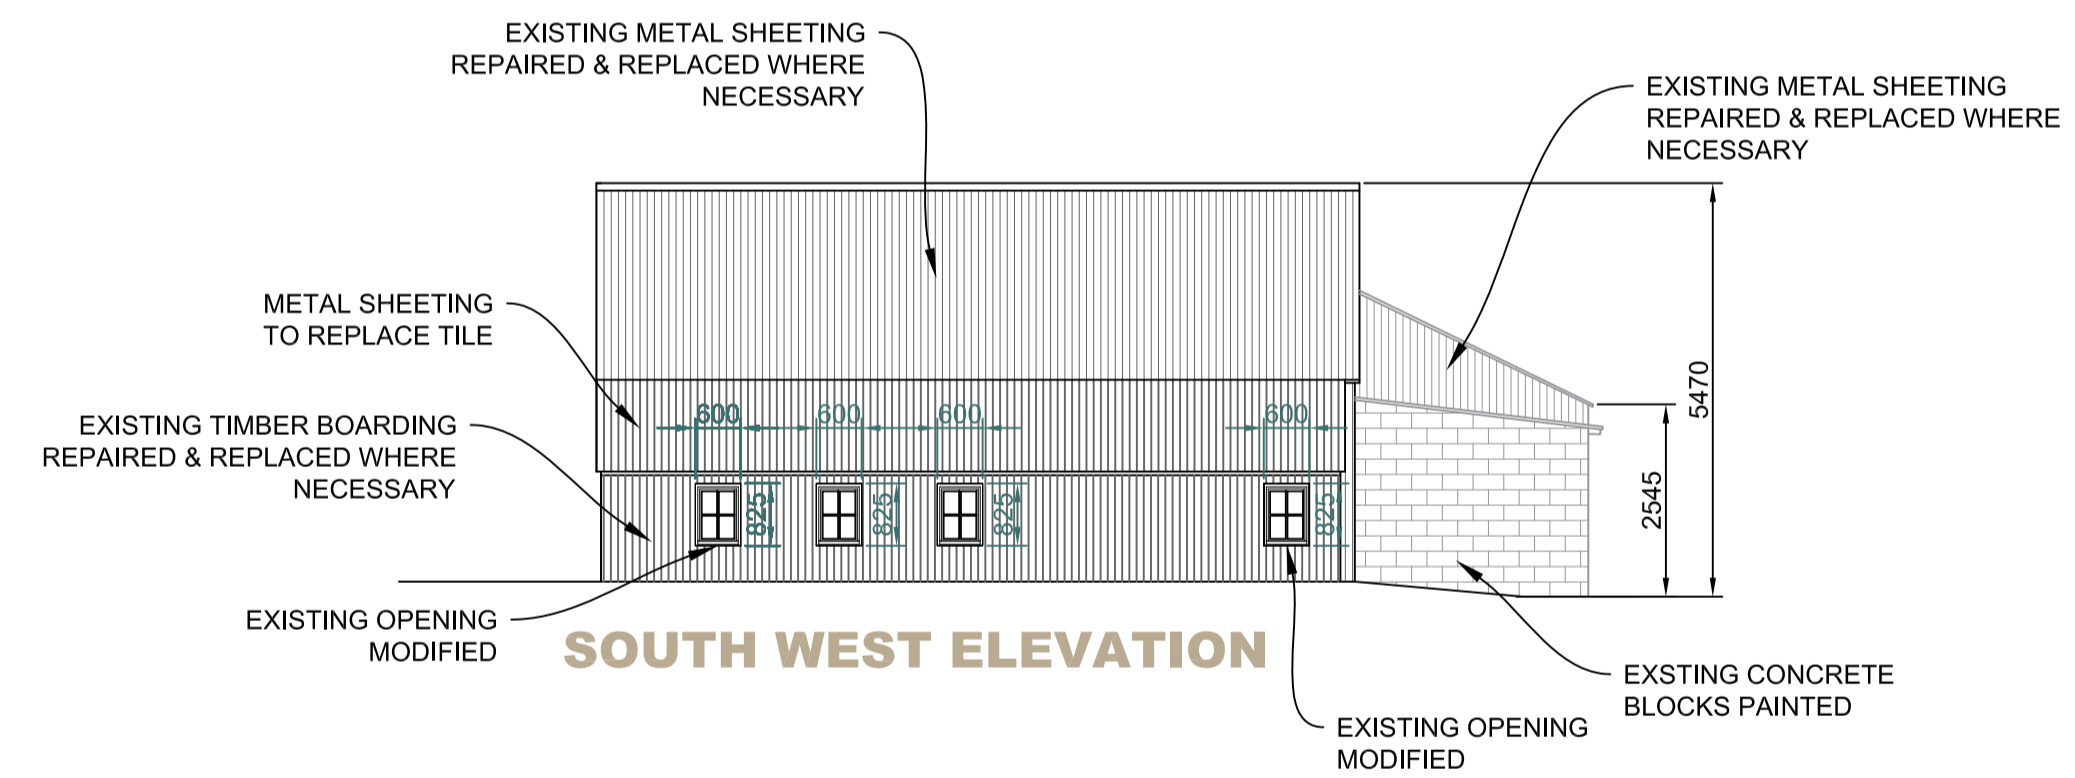 EXISTING METAL SHEETING
REPAIRED & REPLACED WHERE
NECESSARY
EXISTING METAL SHEETING
REPAIRED & REPLACED WHERE
NECESSARY
METAL SHEETING
TO REPLACE TILE
EXISTING TIMBER BOARDING
REPAIRED & REPLACED WHERE
NECESSARY
600
600
600
600
825
825
825
825
5470
2545
EXISTING OPENING
MODIFIED
SOUTH WEST ELEVATION
EXSTING CONCRETE
BLOCKS PAINTED
EXISTING OPENING
MODIFIED